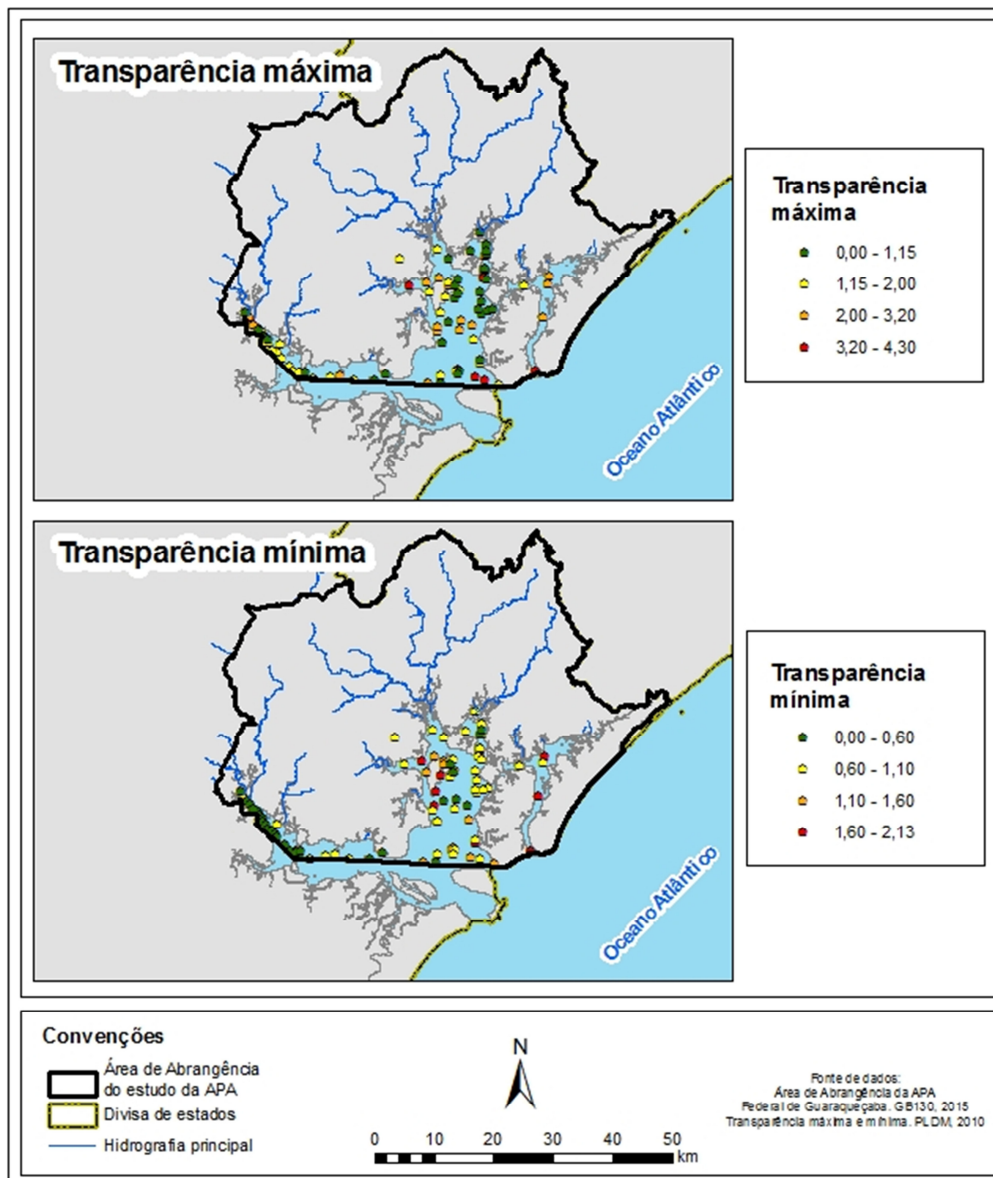 Transparência máxima
Oceano Atlântico
Transparência
máxima
0,00 - 1,15
1,15 - 2,00
2,00 - 3,20
3,20 - 4,30
Transparência mínima
Oceano Atlântico
Transparência
mínima
0,00 - 0,60
0,60 - 1,10
1,10 - 1,60
1,60 - 2,13
Convenções
Área de Abrangência
do estudo da APA
Divisa de estados
Hidrografia principal
N
0 10 20 30 40 50
km
Fonte de dados:
Área de Abrangência da APA
Federal de Guaraqueçaba. GB130, 2015
Transparência máxima e mínima. PLDM, 2010